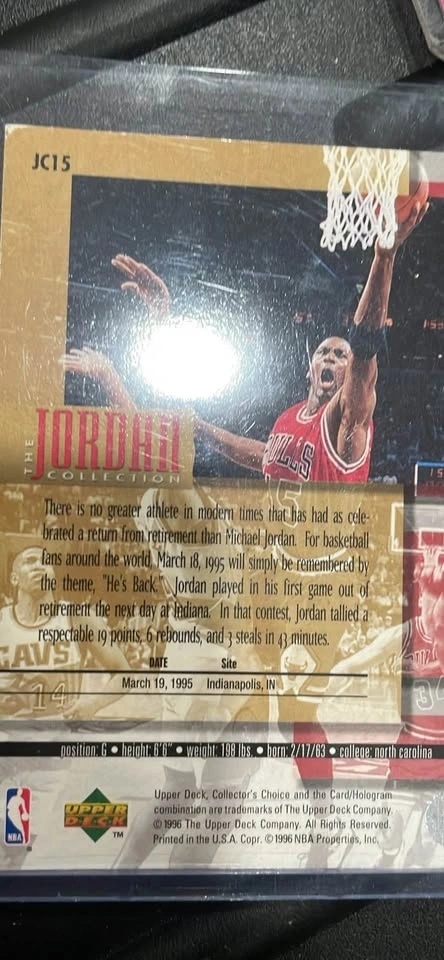 JC15
BULLS
THE
JORDAN
COLLECTION
There is no greater athlete in modern times that has had as cele-
brated a return from retirement than Michael Jordan. For basketball
fans around the world, March 18, 1995 will simply be remembered by
the theme, "He's Back." Jordan played in his first game out of
retirement the next day at Indiana. In that contest, Jordan tallied a
respectable 19 points, 6 rebounds, and 3 steals in 43 minutes.
CAVS
14
DATE Site
March 19, 1995 Indianapolis, IN
position: G • height: 6'6" • weight: 198 lbs. • born: 2/17/63 • college: north carolina
NBA
UPPER
DECK
TM
Upper Deck, Collector's Choice and the Card/Hologram
combination are trademarks of The Upper Deck Company.
© 1996 The Upper Deck Company. All Rights Reserved.
Printed in the U.S.A. Copr. © 1996 NBA Properties, Inc.